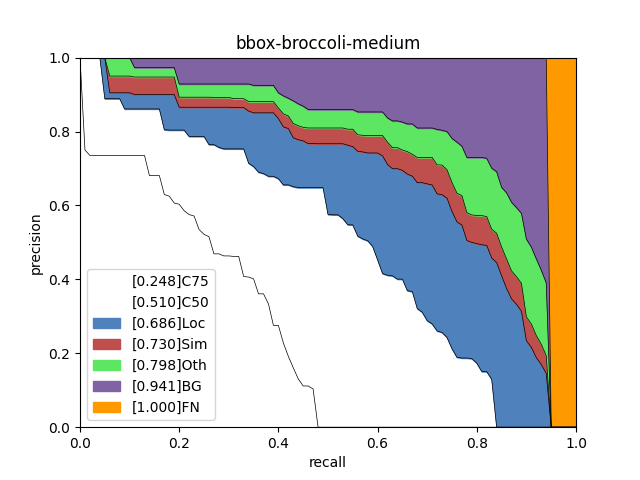 bbox-broccoli-medium
1.0
0.8
0.6
0.4
0.2
0.0
precision
[0.248]C75
[0.510]C50
[0.686]Loc
[0.730]Sim
[0.798]Oth
[0.941]BG
[1.000]FN
0.0 0.2 0.4 0.6 0.8 1.0
recall